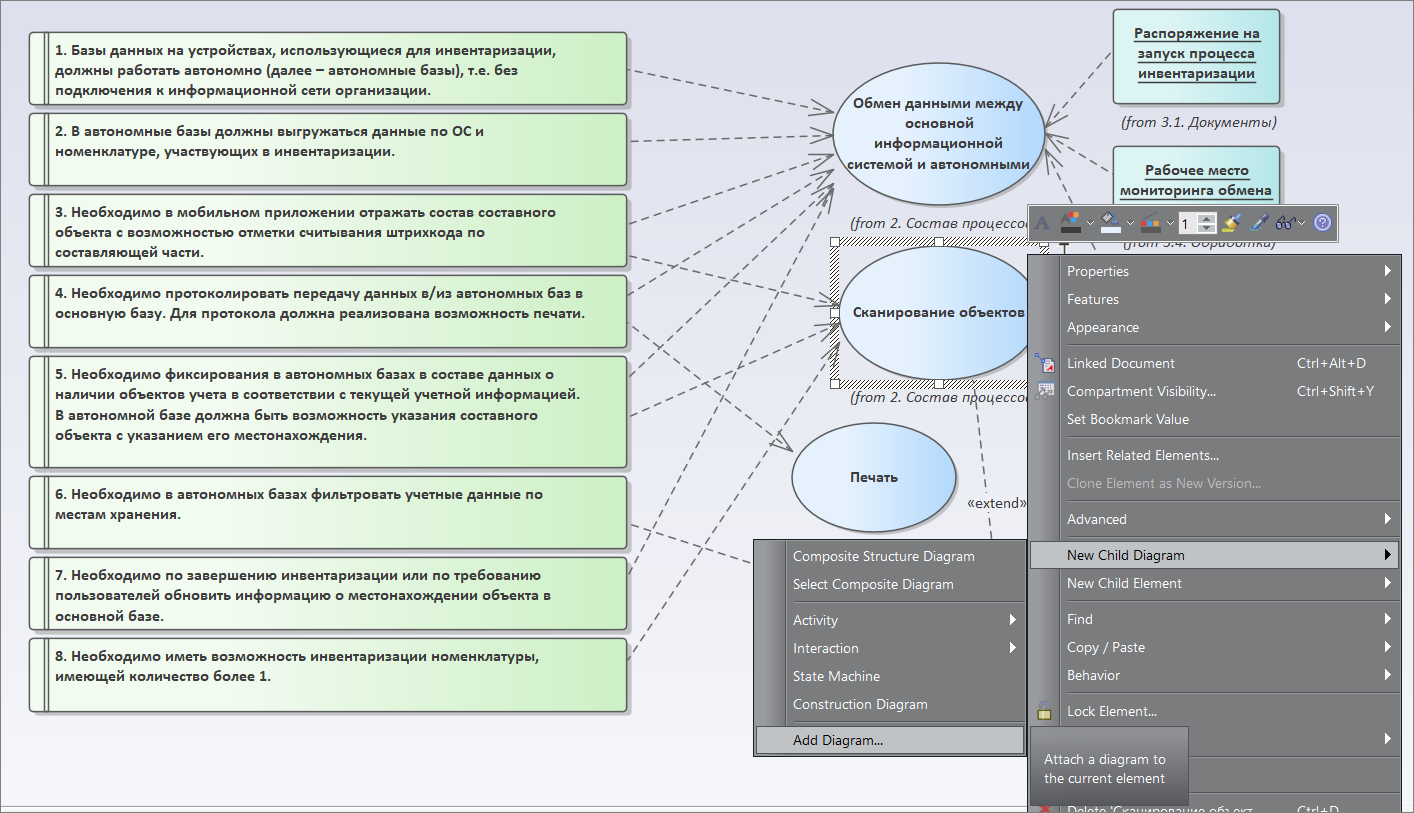 1. Базы данных на устройствах, использующиеся для инвентаризации,
должны работать автономно (далее – автономные базы), т.е. без
подключения к информационной сети организации.
2. В автономные базы должны выгружаться данные по ОС и
номенклатуре, участвующих в инвентаризации.
3. Необходимо в мобильном приложении отражать состав составного
объекта с возможностью отметки считывания штрихкода по
составляющей части.
4. Необходимо протоколировать передачу данных в/из автономных баз в
основную базу. Для протокола должна реализована возможность печати.
5. Необходимо фиксирования в автономных базах в составе данных о
наличии объектов учета в соответствии с текущей учетной информацией.
В автономной базе должна быть возможность указания составного
объекта с указанием его местонахождения.
6. Необходимо в автономных базах фильтровать учетные данные по
местам хранения.
7. Необходимо по завершению инвентаризации или по требованию
пользователей обновить информацию о местонахождении объекта в
основной базе.
8. Необходимо иметь возможность инвентаризации номенклатуры,
имеющей количество более 1.
Обмен данными между
основной
информационной
системой и автономными
(from 2. Состав процессо
Сканирование объектов
(from 2. Состав процессо
Печать
«extend»
Распоряжение на
запуск процесса
инвентаризации
(from 3.1. Документы)
Рабочее место
мониторинга обмена
(from 3.4. Обработка)
A
1
?
Properties
Features
Appearance
Linked Document Ctrl+Alt+D
Compartment Visibility... Ctrl+Shift+Y
Set Bookmark Value
Insert Related Elements...
Clone Element as New Version...
Advanced
New Child Diagram
New Child Element
Find
Copy / Paste
Behavior
Lock Element...
Delete 'Сканирование объект... Ctrl+D
Composite Structure Diagram
Select Composite Diagram
Activity
Interaction
State Machine
Construction Diagram
Add Diagram...
Attach a diagram to
the current element